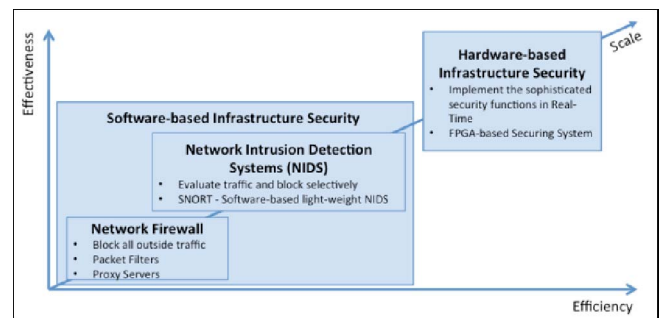 Effectiveness
Scale
Hardware-based
Infrastructure Security
• Implement the sophisticated
security functions in Real-
Time
• FPGA-based Securing System
Software-based Infrastructure Security
Network Intrusion Detection
Systems (NIDS)
• Evaluate traffic and block selectively
• SNORT - Software-based light-weight NIDS
Network Firewall
• Block all outside traffic
• Packet Filters
• Proxy Servers
Efficiency